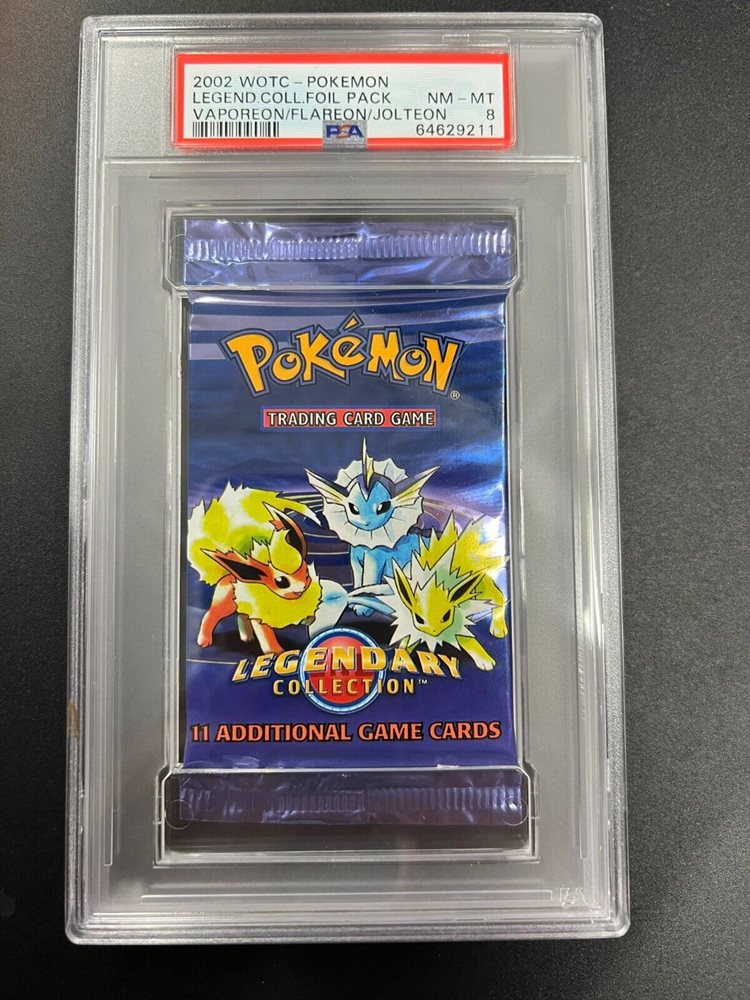 2002 WOTC – POKEMON
LEGEND.COLL.FOIL PACK NM – MT
VAPOREON/FLAREON/JOLTEON 8
PSA 64629211
POKéMON®
TRADING CARD GAME
LEGENDARY
COLLECTION™
11 ADDITIONAL GAME CARDS